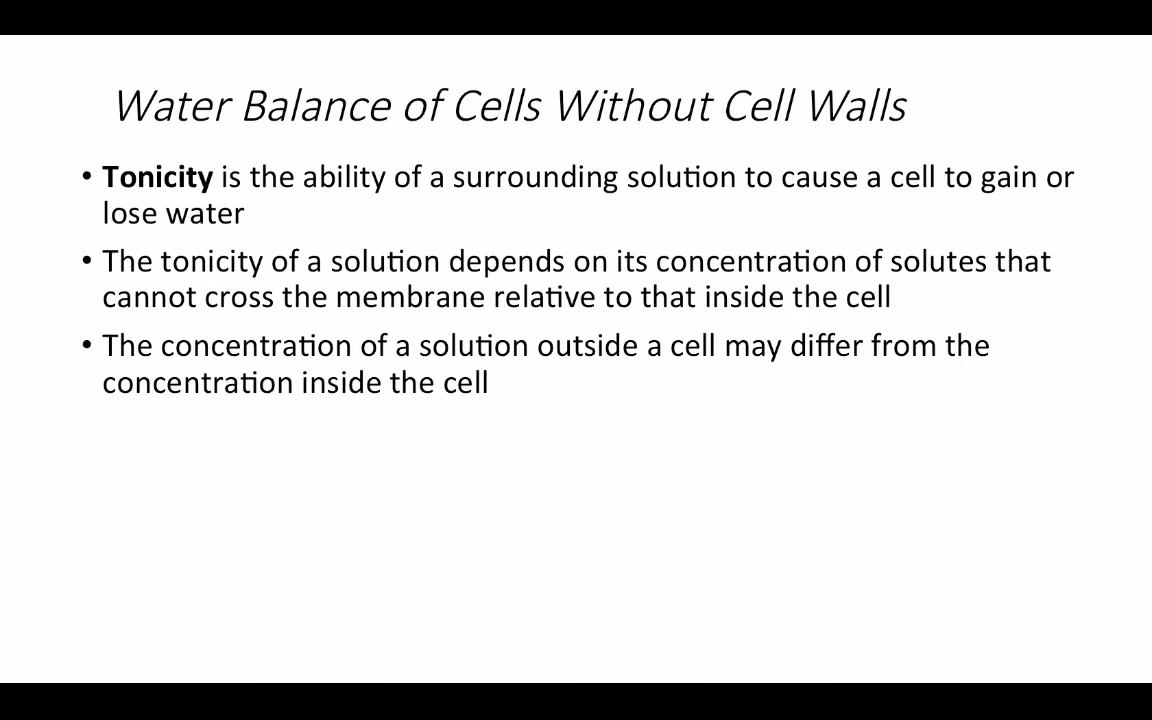 Water Balance of Cells Without Cell Walls
• Tonicity is the ability of a surrounding solution to cause a cell to gain or
lose water
• The tonicity of a solution depends on its concentration of solutes that
cannot cross the membrane relative to that inside the cell
• The concentration of a solution outside a cell may differ from the
concentration inside the cell